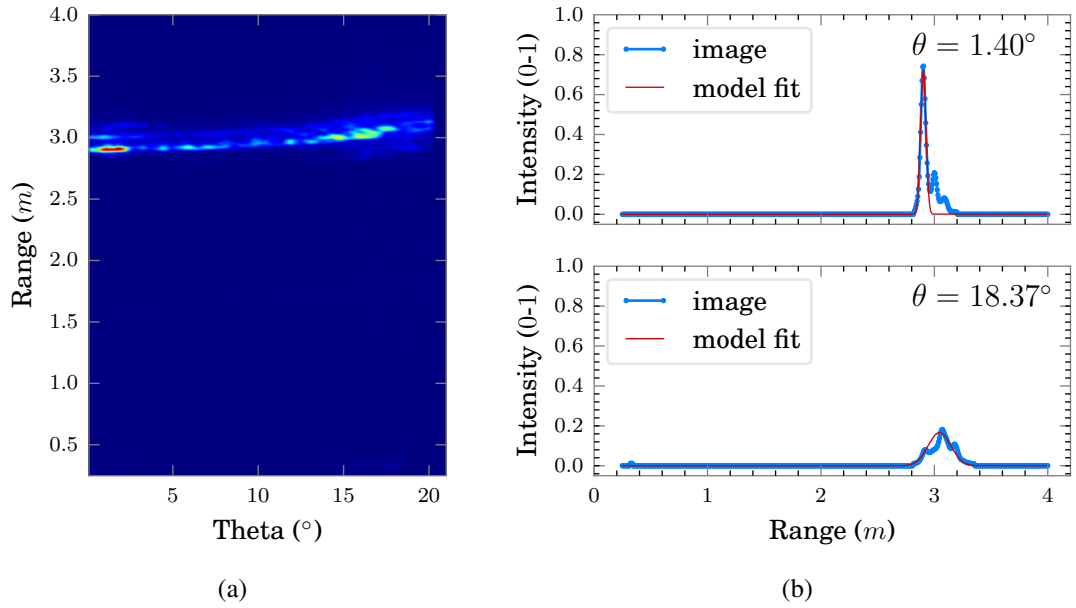 4.0
3.5
3.0
2.5
2.0
1.5
1.0
0.5
Range (m)
5 10 15 20
Theta (°)
(a)
1.0
0.8
0.6
0.4
0.2
0.0
Intensity (0-1)
image
model fit
θ = 1.40°
1.0
0.8
0.6
0.4
0.2
0.0
Intensity (0-1)
image
model fit
θ = 18.37°
0 1 2 3 4
Range (m)
(b)